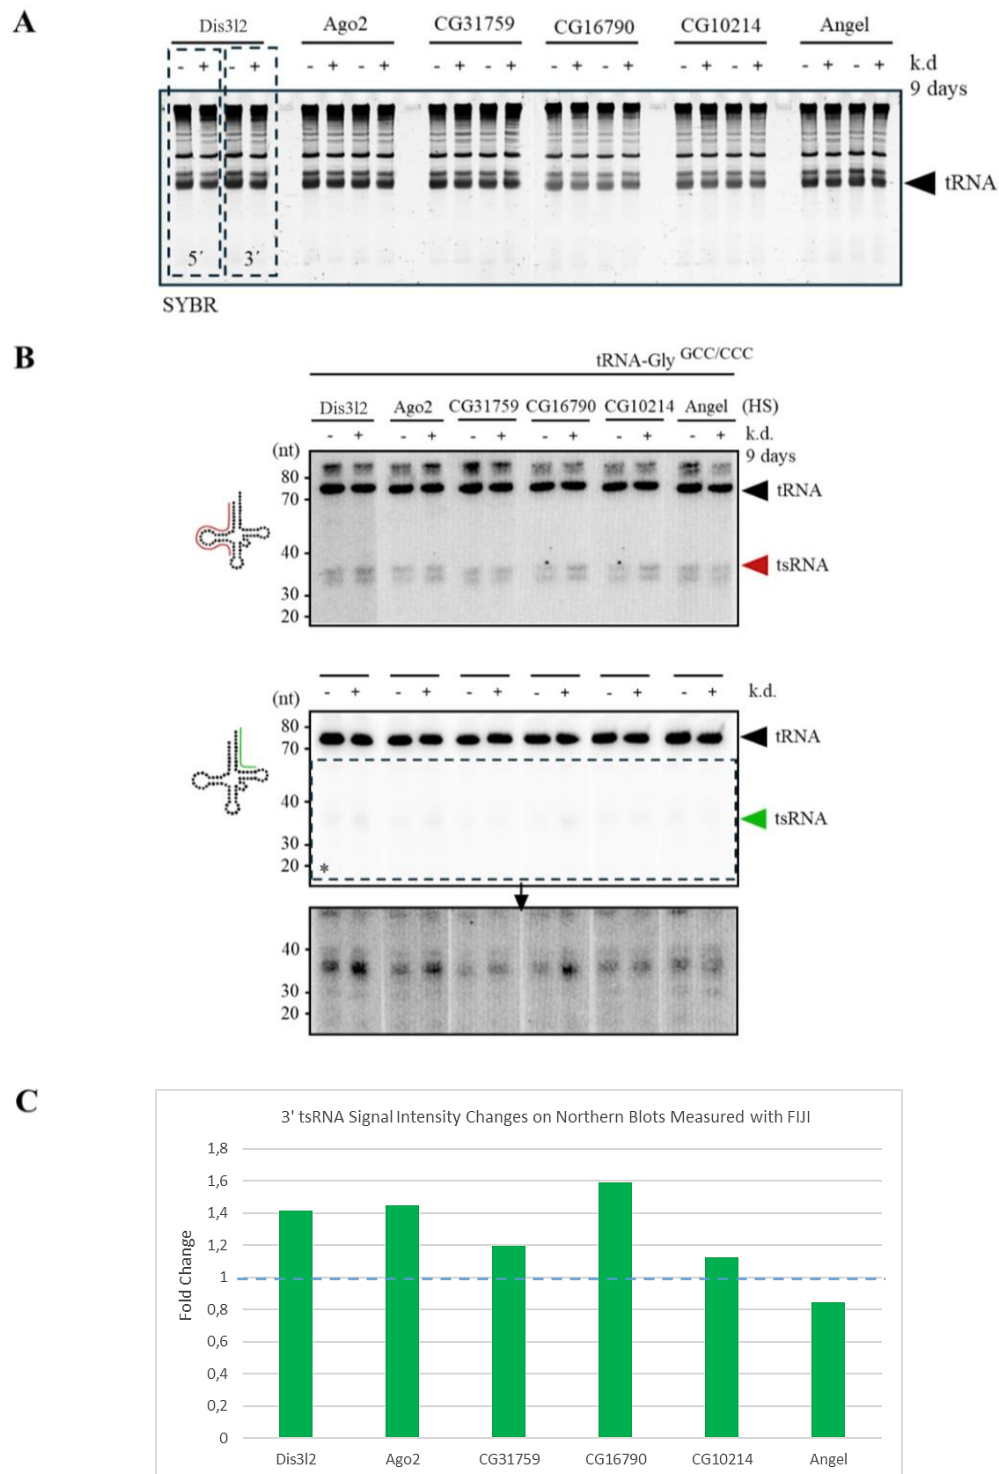 A
Dis3l2 Ago2 CG31759 CG16790 CG10214 Angel
- + - + - + - + - + - + - + - + - + - + - + - + k.d
9 days
tRNA
5´ 3´
SYBR
B
tRNA-Gly GCC/CCC
Dis3l2 Ago2 CG31759 CG16790 CG10214 Angel (HS)
- + - + - + - + - + - + k.d.
(nt) 9 days
80
70 tRNA
40
tsRNA
30
20
- + - + - + - + - + - + k.d.
(nt)
80
70 tRNA
40
tsRNA
30
20 *
40
30
20
C
3' tsRNA Signal Intensity Changes on Northern Blots Measured with FIJI
1,8
1,6
1,4
1,2
1
0,8
0,6
0,4
0,2
0
Fold Change
Dis3l2 Ago2 CG31759 CG16790 CG10214 Angel